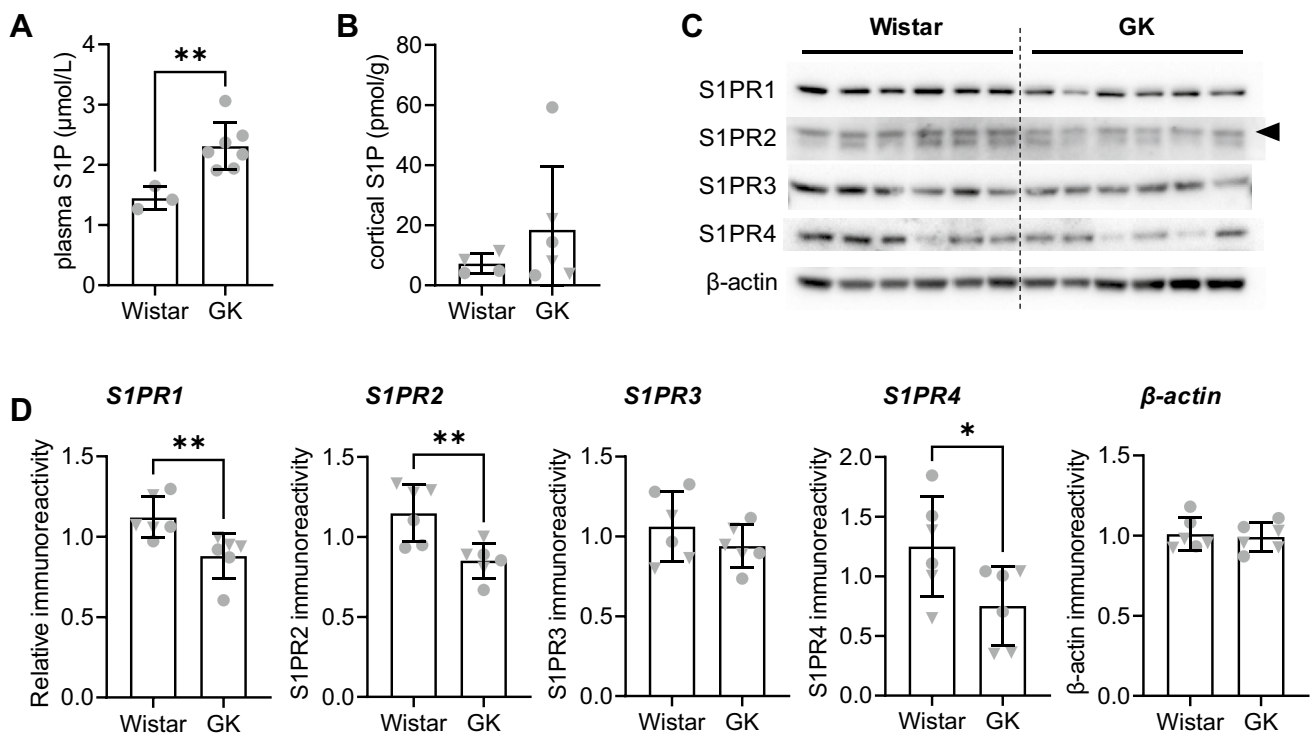 A
plasma S1P (μmol/L)
4
3
2
1
0
**
Wistar GK
B
cortical S1P (pmol/g)
80
60
40
20
0
Wistar GK
C
Wistar GK
S1PR1
S1PR2
S1PR3
S1PR4
β-actin
D
S1PR1
Relative immunoreactivity
1.5
1.0
0.5
0.0
**
Wistar GK
S1PR2
S1PR2 immunoreactivity
1.5
1.0
0.5
0.0
**
Wistar GK
S1PR3
S1PR3 immunoreactivity
1.5
1.0
0.5
0.0
Wistar GK
S1PR4
S1PR4 immunoreactivity
2.0
1.5
1.0
0.5
0.0
*
Wistar GK
β-actin
β-actin immunoreactivity
1.5
1.0
0.5
0.0
Wistar GK